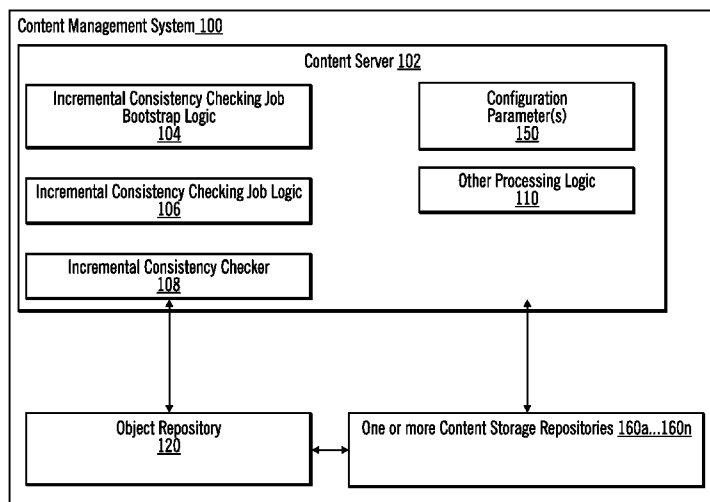 Content Management System 100
Content Server 102
Incremental Consistency Checking Job
Bootstrap Logic
104
Configuration
Parameter(s)
150
Incremental Consistency Checking Job Logic
106
Other Processing Logic
110
Incremental Consistency Checker
108
Object Repository
120
One or more Content Storage Repositories 160a...160n